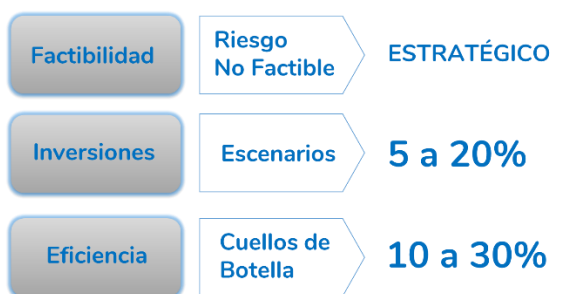 Factibilidad
Riesgo
No Factible
ESTRATÉGICO
Inversiones
Escenarios
5 a 20%
Eficiencia
Cuellos de
Botella
10 a 30%